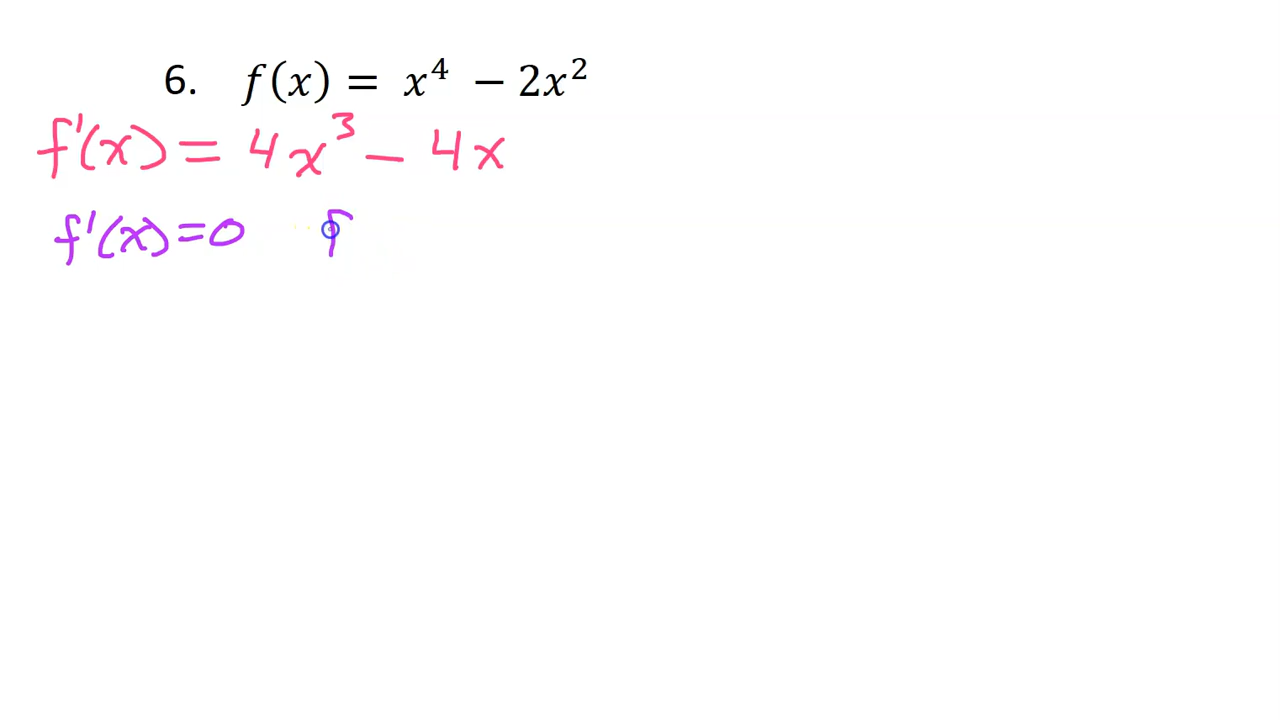 6. f(x) = x⁴ − 2x²
f'(x) = 4x³ − 4x
f'(x)=0 f